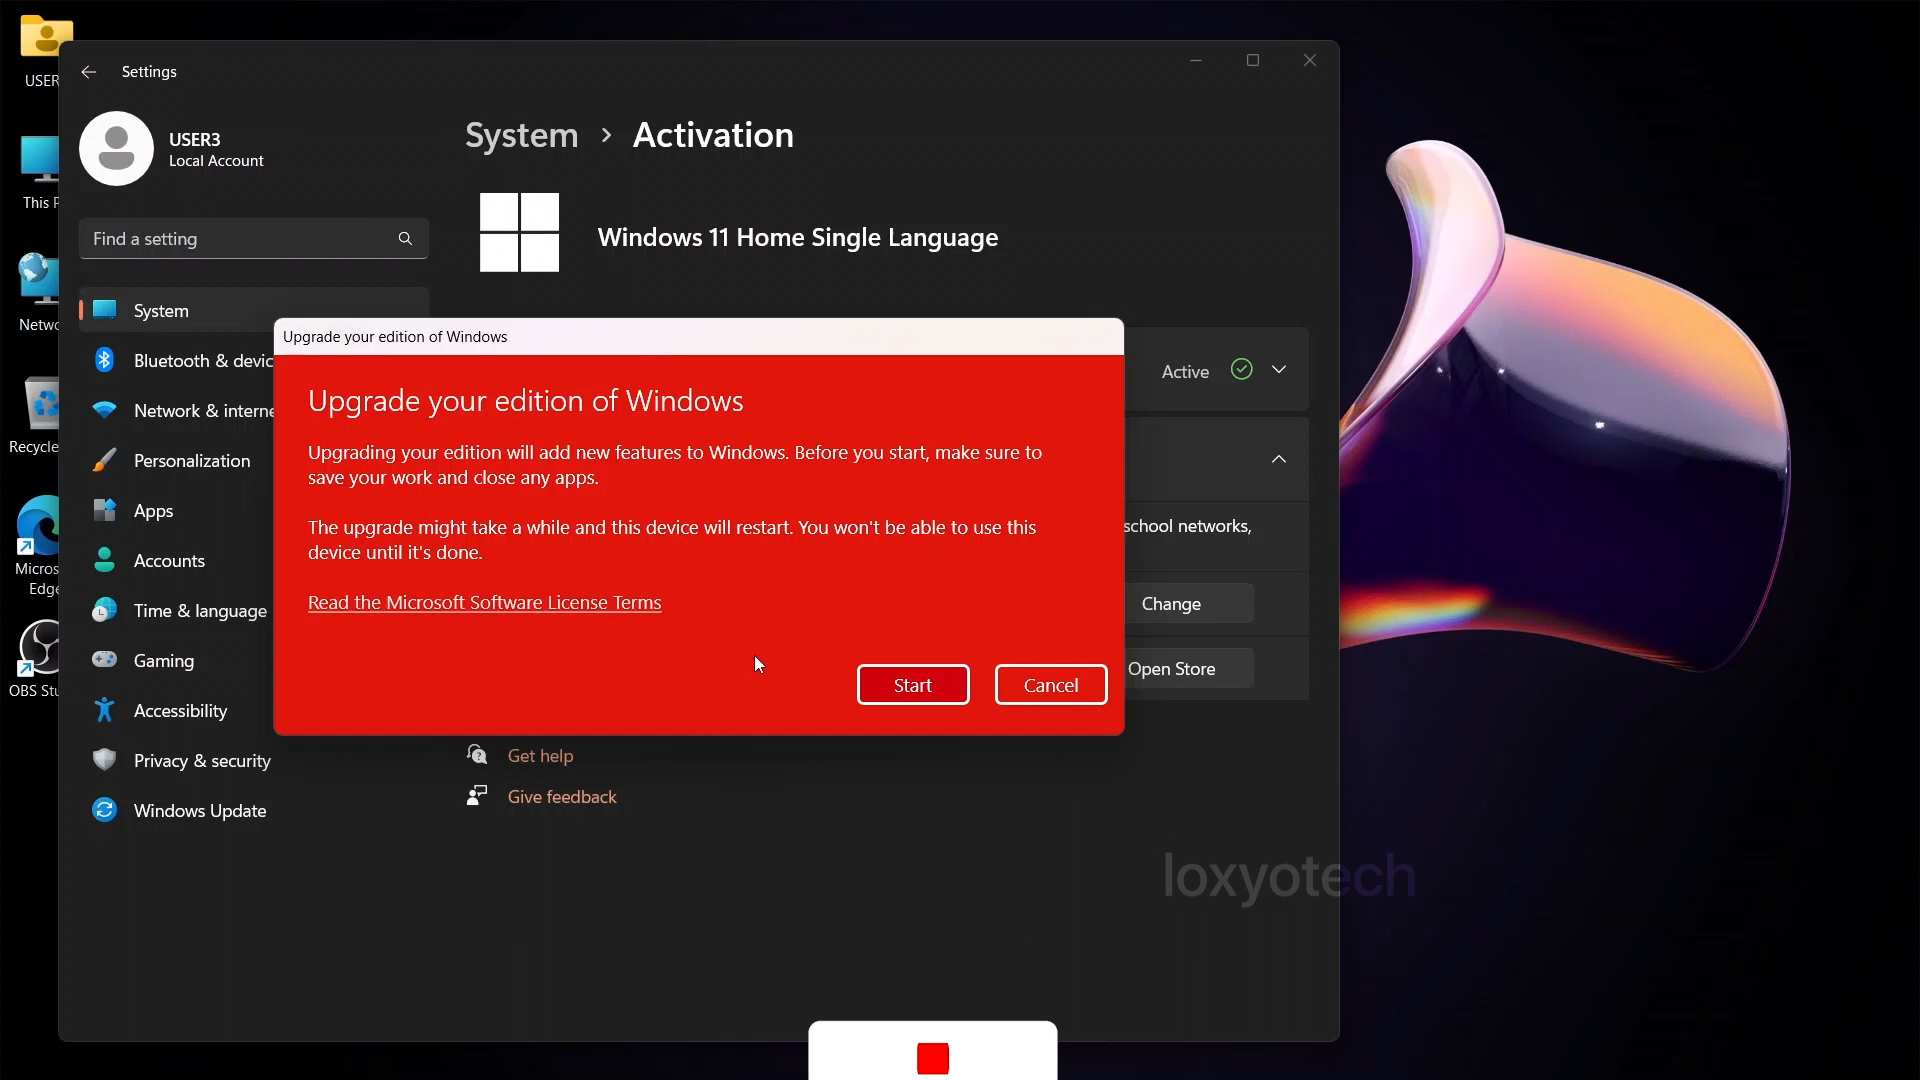 USER
This P
Netwo
Recycle
Micros
Edge
OBS Stu
Settings
USER3
Local Account
Find a setting
System
Bluetooth & devic
Network & interne
Personalization
Apps
Accounts
Time & language
Gaming
Accessibility
Privacy & security
Windows Update
System > Activation
Windows 11 Home Single Language
Active
school networks,
Change
Open Store
Upgrade your edition of Windows
Upgrade your edition of Windows
Upgrading your edition will add new features to Windows. Before you start, make sure to
save your work and close any apps.
The upgrade might take a while and this device will restart. You won't be able to use this
device until it's done.
Read the Microsoft Software License Terms
Start
Cancel
Get help
Give feedback
loxyotech